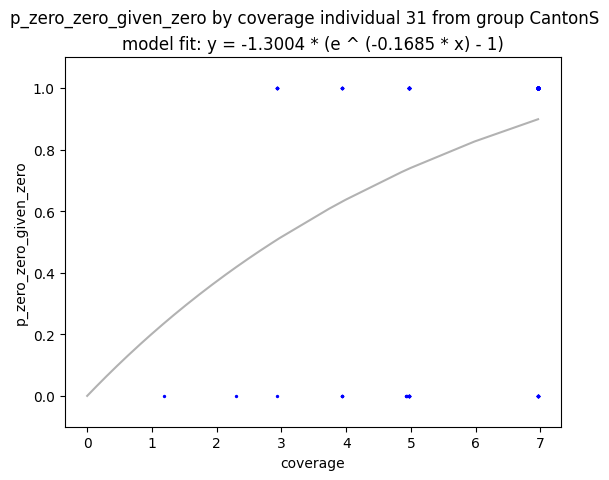 p_zero_zero_given_zero by coverage individual 31 from group CantonS
model fit: y = -1.3004 * (e ^ (-0.1685 * x) - 1)
p_zero_zero_given_zero
1.0
0.8
0.6
0.4
0.2
0.0
0 1 2 3 4 5 6 7
coverage